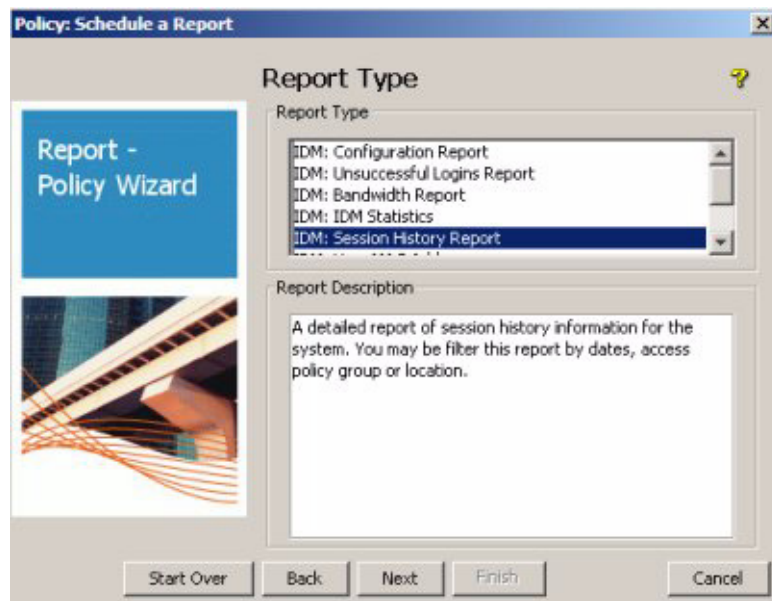 Policy: Schedule a Report
Report Type
Report -
Policy Wizard
Report Type
IDM: Configuration Report
IDM: Unsuccessful Logins Report
IDM: Bandwidth Report
IDM: IDM Statistics
IDM: Session History Report
Report Description
A detailed report of session history information for the
system. You may be filter this report by dates, access
policy group or location.
Start Over
Back
Next
Finish
Cancel